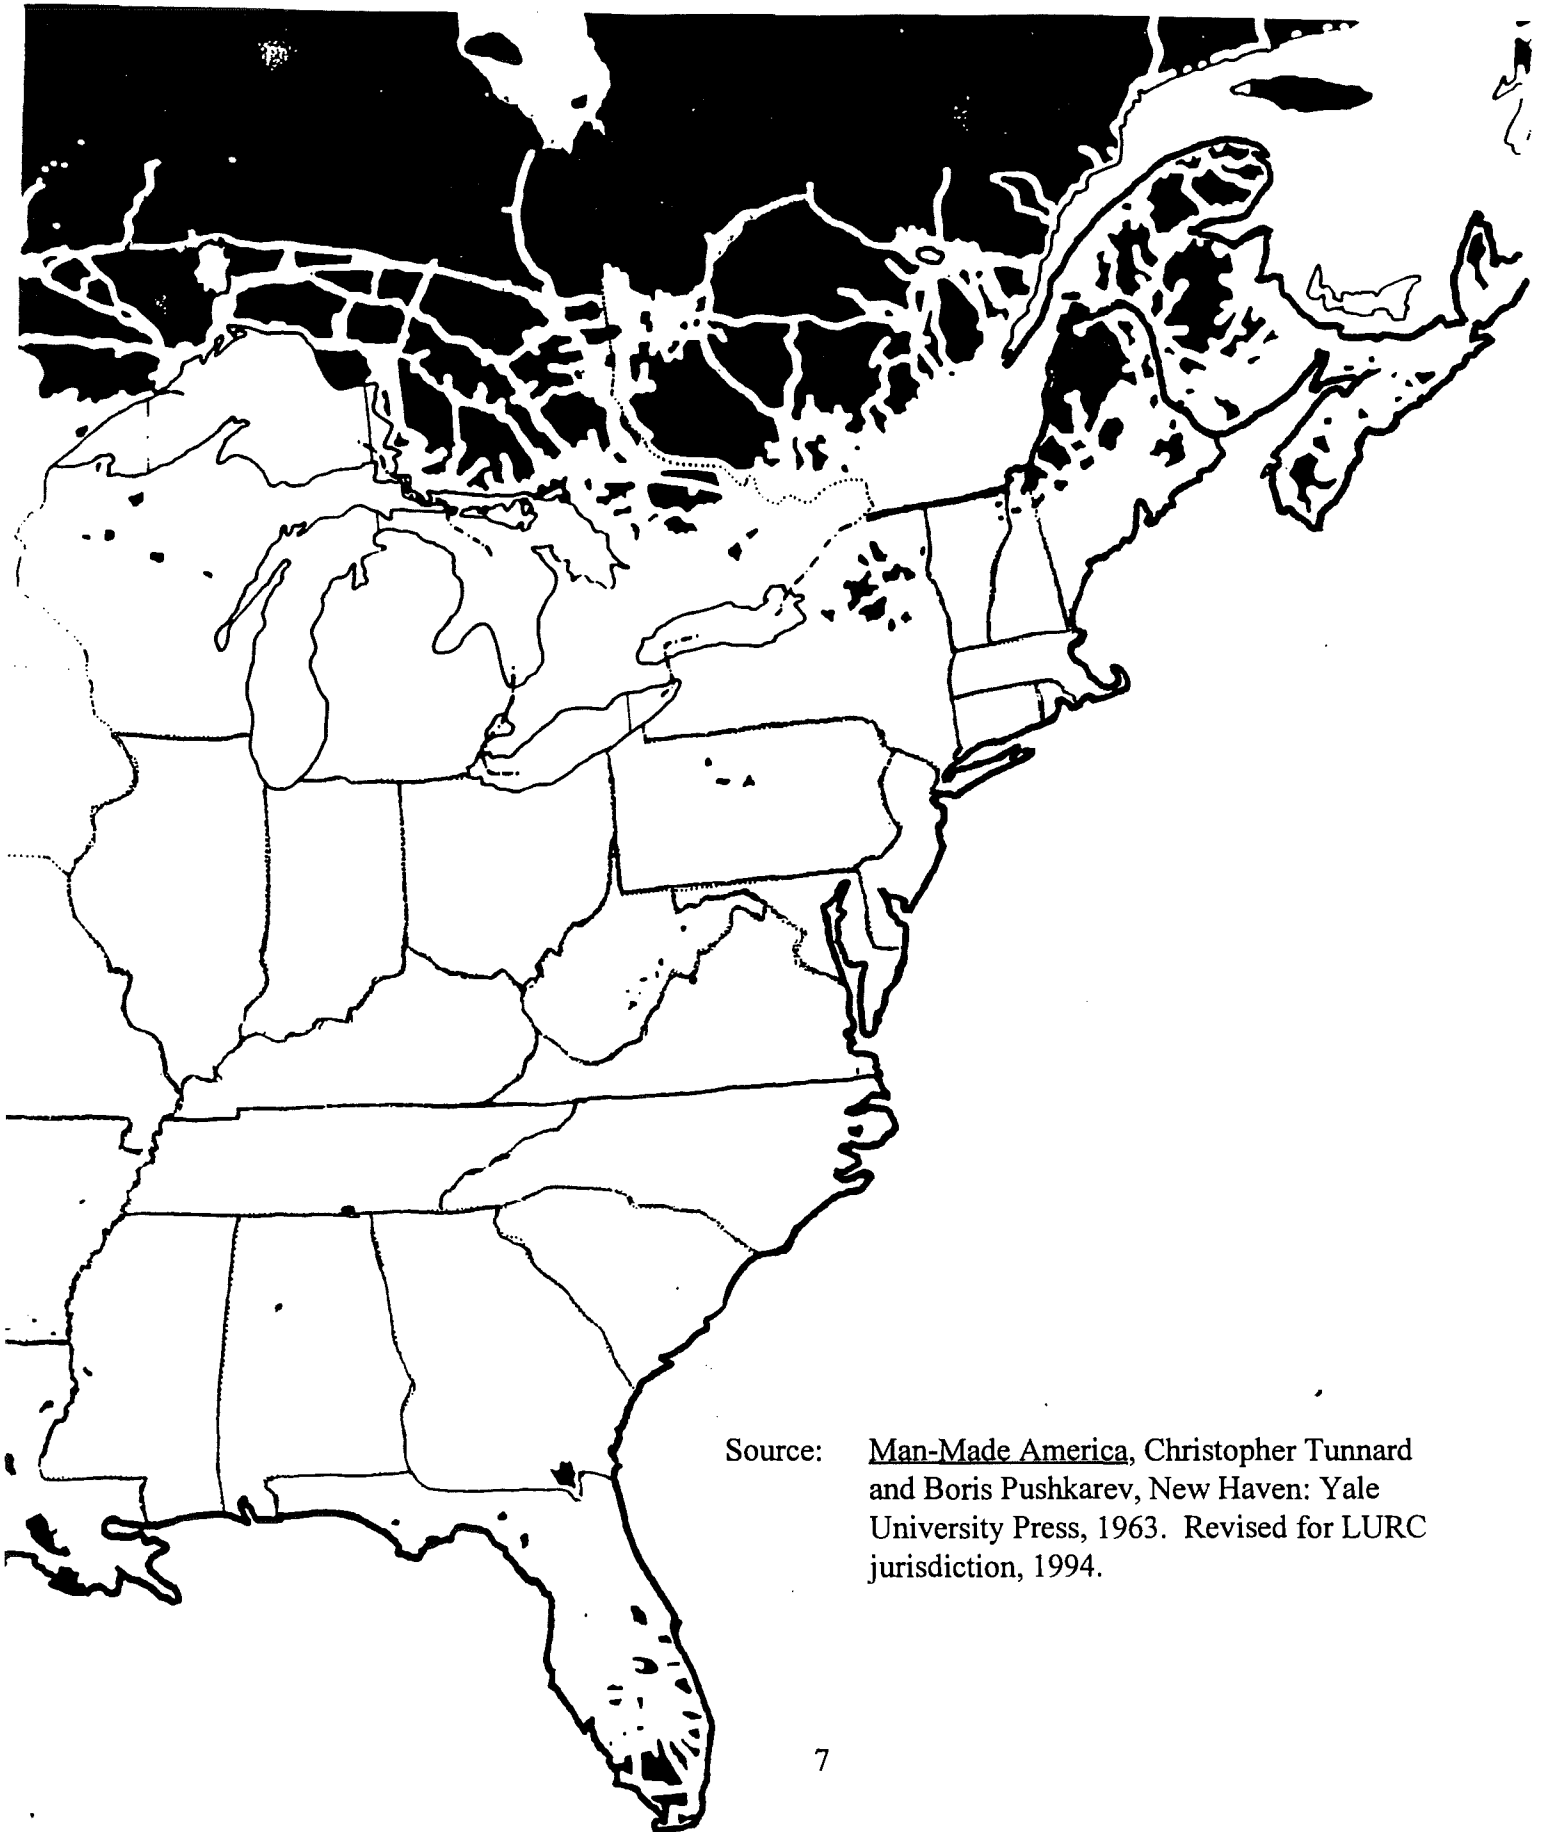 Source: Man-Made America, Christopher Tunnard
and Boris Pushkarev, New Haven: Yale
University Press, 1963. Revised for LURC
jurisdiction, 1994.
7